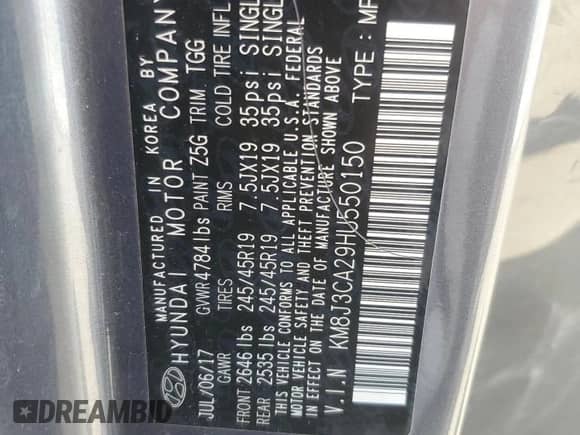 MANUFACTURED IN KOREA BY
HYUNDAI MOTOR COMPANY
JUL/06/17 GVWR 4784 lbs PAINT Z5G TRIM TGG
GAWR TIRES RIMS COLD TIRE INFL
FRONT 2646 lbs 245/45R19 7.5JX19 35psi SINGL
REAR 2535 lbs 245/45R19 7.5JX19 35psi SINGL
THIS VEHICLE CONFORMS TO ALL APPLICABLE U.S.A. FEDERAL
MOTOR VEHICLE SAFETY AND THEFT PREVENTION STANDARDS
IN EFFECT ON THE DATE OF MANUFACTURE SHOWN ABOVE
V.I.N KM8J3CA29HU550150 TYPE : MP
DREAMBID